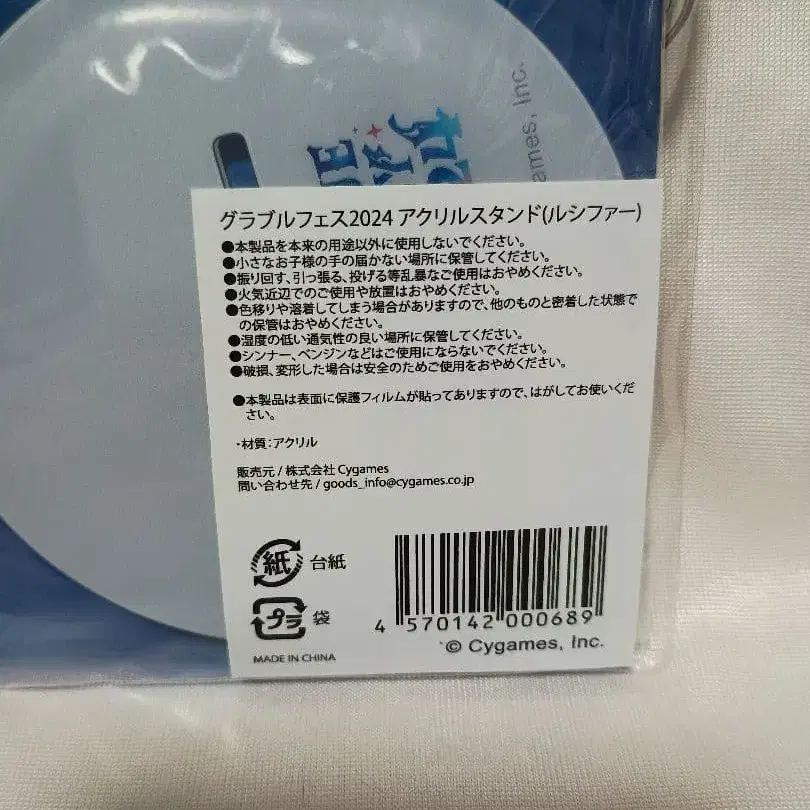 ames, Inc.
グラブルフェス2024 アクリルスタンド(ルシファー)
●本製品を本来の用途以外に使用しないでください。
●小さなお子様の手の届かない場所に保管してください。
●振り回す、引っ張る、投げる等乱暴なご使用はおやめください。
●火気近辺でのご使用や放置はおやめください。
●色移りや溶着してしまう場合がありますので、他のものと密着した状態で
の保管はおやめください。
●湿度の低い通気性の良い場所に保管してください。
●シンナー、ベンジンなどはご使用にならないでください。
●破損、変形した場合は安全のためご使用をおやめください。
●本製品は表面に保護フィルムが貼ってありますので、はがしてお使いくだ
さい。
・材質：アクリル
販売元 / 株式会社 Cygames
問い合わせ先 / goods_info@cygames.co.jp
紙 台紙
プラ 袋
MADE IN CHINA
4 570142 000689
© Cygames, Inc.